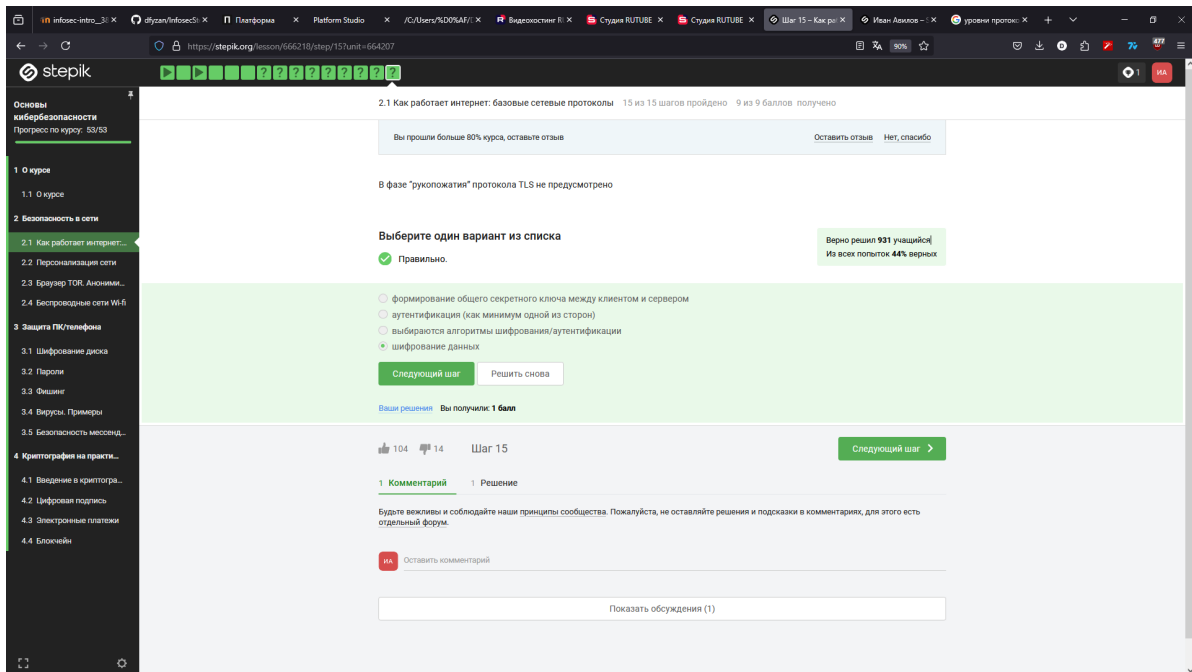 infosec-intro__3
dfyzan/InfosecSt
Платформа
Platform Studio
/C:/Users/%D0%AF/
Видеохостинг R
Студия RUTUBE
Студия RUTUBE
Шаг 15 – Как ра
Иван Авилов – S
уровни проток
https://stepik.org/lesson/666218/step/15?unit=664207
90%
477
stepik
1
ИА
Основы
кибербезопасности
Прогресс по курсу: 53/53
1 О курсе
1.1 О курсе
2 Безопасность в сети
2.1 Как работает интернет:...
2.2 Персонализация сети
2.3 Браузер TOR. Аноними...
2.4 Беспроводные сети Wi-fi
3 Защита ПК/телефона
3.1 Шифрование диска
3.2 Пароли
3.3 Фишинг
3.4 Вирусы. Примеры
3.5 Безопасность мессенд...
4 Криптография на практи...
4.1 Введение в криптогра...
4.2 Цифровая подпись
4.3 Электронные платежи
4.4 Блокчейн
2.1 Как работает интернет: базовые сетевые протоколы 15 из 15 шагов пройдено 9 из 9 баллов получено
Вы прошли больше 80% курса, оставьте отзыв
Оставить отзыв Нет, спасибо
В фазе "рукопожатия" протокола TLS не предусмотрено
Выберите один вариант из списка
Правильно.
Верно решил 931 учащийся
Из всех попыток 44% верных
формирование общего секретного ключа между клиентом и сервером
аутентификация (как минимум одной из сторон)
выбираются алгоритмы шифрования/аутентификации
шифрование данных
Следующий шаг
Решить снова
Ваши решения Вы получили: 1 балл
104 14 Шаг 15
Следующий шаг
1 Комментарий 1 Решение
Будьте вежливы и соблюдайте наши принципы сообщества. Пожалуйста, не оставляйте решения и подсказки в комментариях, для этого есть
отдельный форум.
ИА
Оставить комментарий
Показать обсуждения (1)